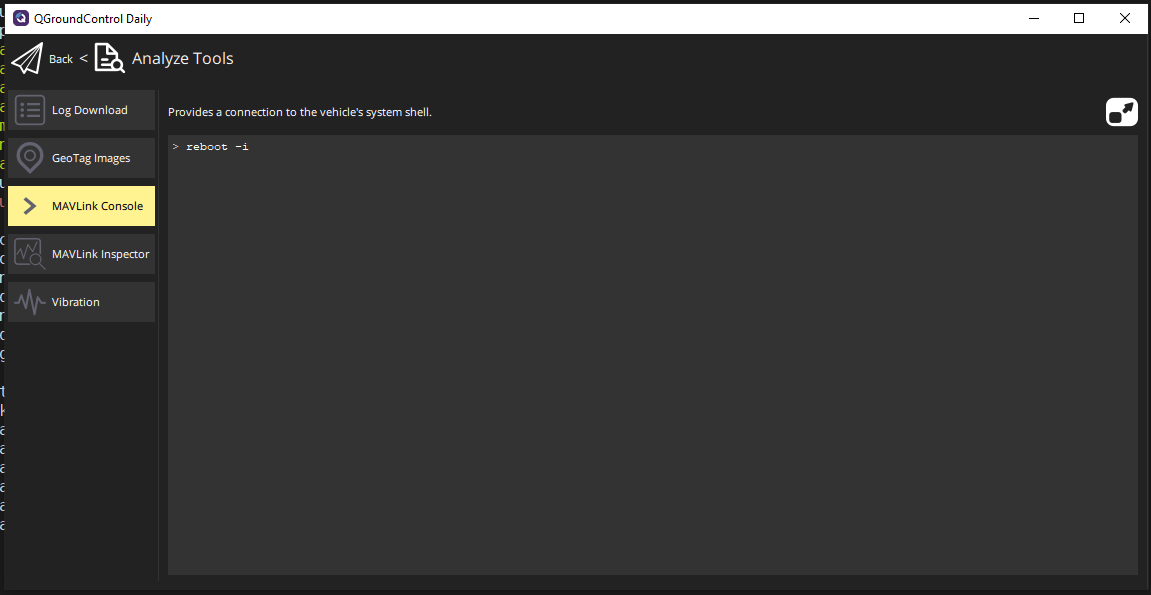 QGroundControl Daily
Back < Analyze Tools
Log Download
GeoTag Images
MAVLink Console
MAVLink Inspector
Vibration
Provides a connection to the vehicle's system shell.
> reboot -i